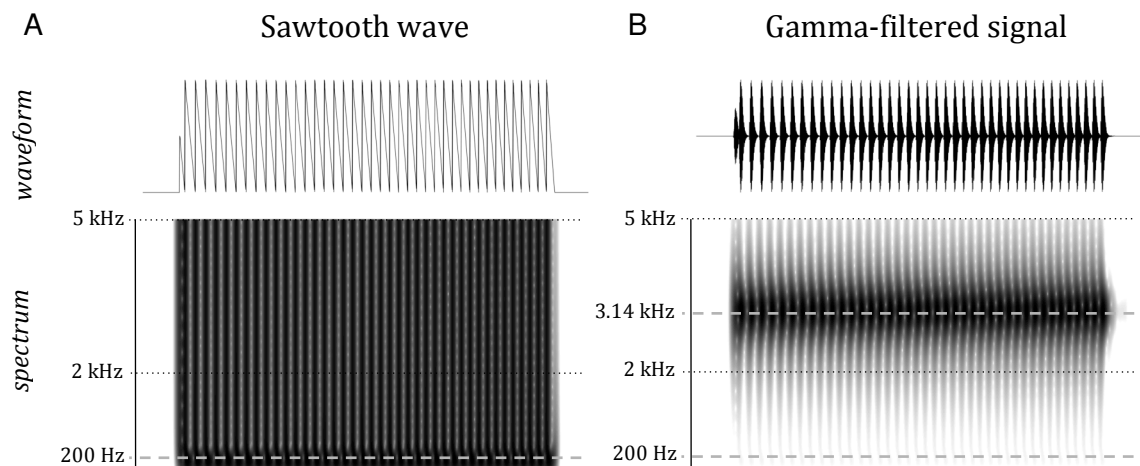 A
Sawtooth wave
B
Gamma-filtered signal
waveform
5 kHz
5 kHz
3.14 kHz
spectrum
2 kHz
2 kHz
200 Hz
200 Hz